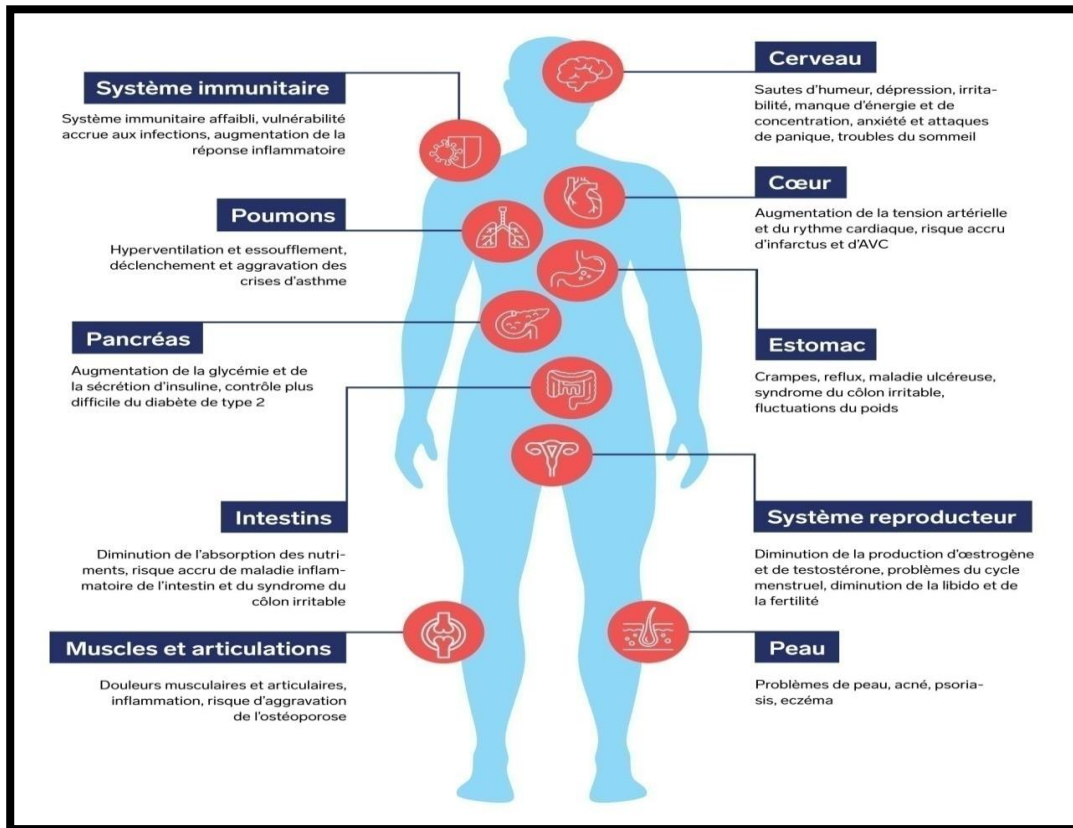 Système immunitaire
Système immunitaire affaibli, vulnérabilité
accrue aux infections, augmentation de la
réponse inflammatoire
Poumons
Hyperventilation et essoufflement,
déclenchement et aggravation des
crises d’asthme
Pancréas
Augmentation de la glycémie et de
la sécrétion d’insuline, contrôle plus
difficile du diabète de type 2
Intestins
Diminution de l’absorption des nutri-
ments, risque accru de maladie inflam-
matoire de l’intestin et du syndrome du
côlon irritable
Muscles et articulations
Douleurs musculaires et articulaires,
inflammation, risque d’aggravation
de l’ostéoporose
Cerveau
Sautes d’humeur, dépression, irrita-
bilité, manque d’énergie et de
concentration, anxiété et attaques
de panique, troubles du sommeil
Cœur
Augmentation de la tension artérielle
et du rythme cardiaque, risque accru
d’infarctus et d’AVC
Estomac
Crampes, reflux, maladie ulcéreuse,
syndrome du côlon irritable,
fluctuations du poids
Système reproducteur
Diminution de la production d’œstrogène
et de testostérone, problèmes du cycle
menstruel, diminution de la libido et de
la fertilité
Peau
Problèmes de peau, acné, psoria-
sis, eczéma